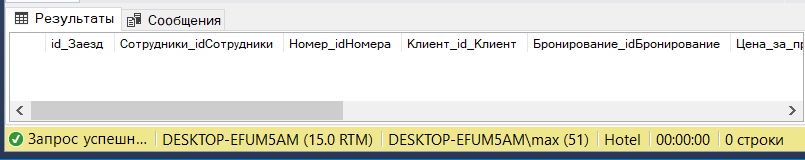 Результаты Сообщения
id_Заезд Сотрудники_idСотрудники Номер_idНомера Клиент_id_Клиент Бронирование_idБронирование Цена_за_пр
Запрос успешн... DESKTOP-EFUM5AM (15.0 RTM) DESKTOP-EFUM5AM\max (51) Hotel 00:00:00 0 строки